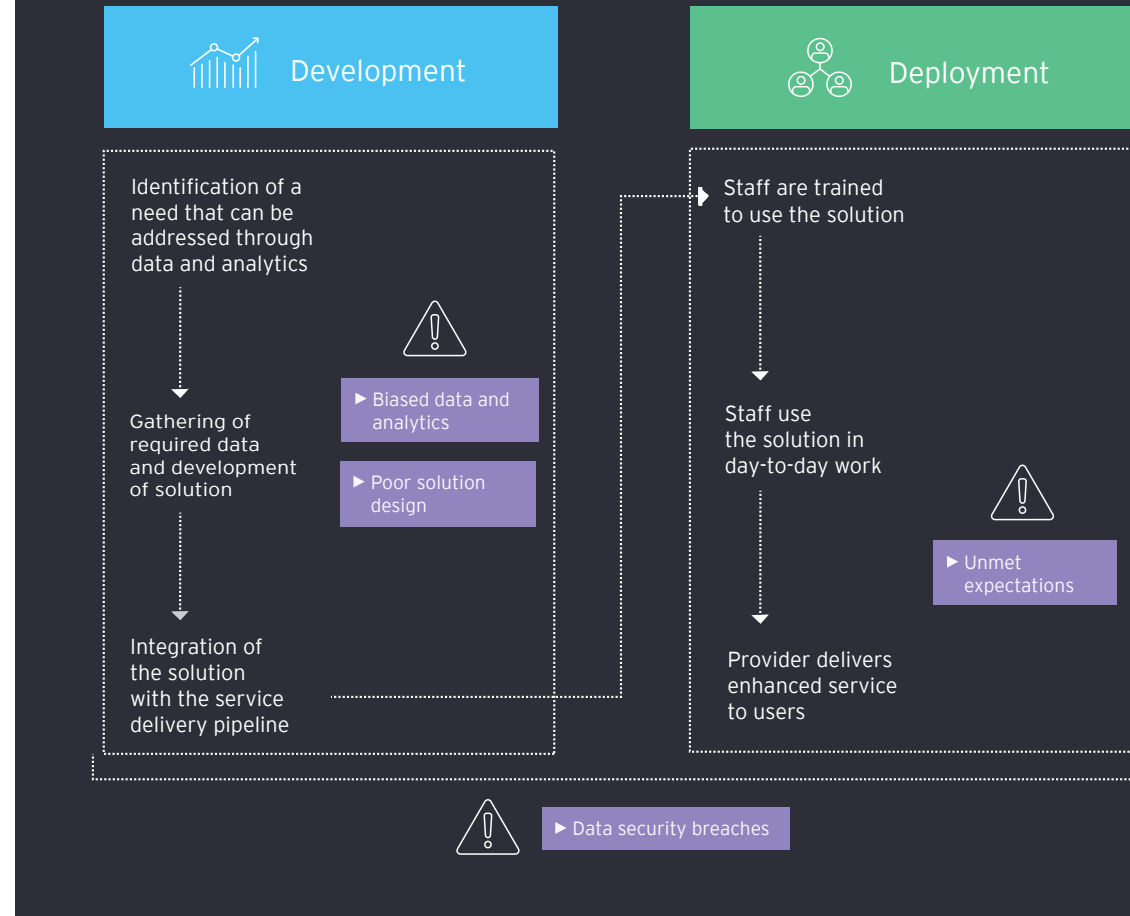 Development
Identification of a
need that can be
addressed through
data and analytics
Gathering of
required data
and development
of solution
Integration of
the solution
with the service
delivery pipeline
► Biased data and
analytics
► Poor solution
design
Deployment
Staff are trained
to use the solution
Staff use
the solution in
day-to-day work
Provider delivers
enhanced service
to users
► Unmet
expectations
► Data security breaches